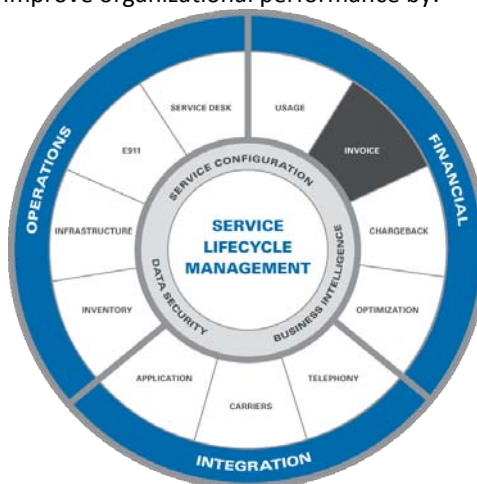 improve organizational performance by:
OPERATIONS
FINANCIAL
INTEGRATION
SERVICE DESK
USAGE
E911
INVOICE
INFRASTRUCTURE
CHARGEBACK
INVENTORY
OPTIMIZATION
APPLICATION
CARRIERS
TELEPHONY
SERVICE CONFIGURATION
DATA SECURITY
BUSINESS INTELLIGENCE
SERVICE
LIFECYCLE
MANAGEMENT